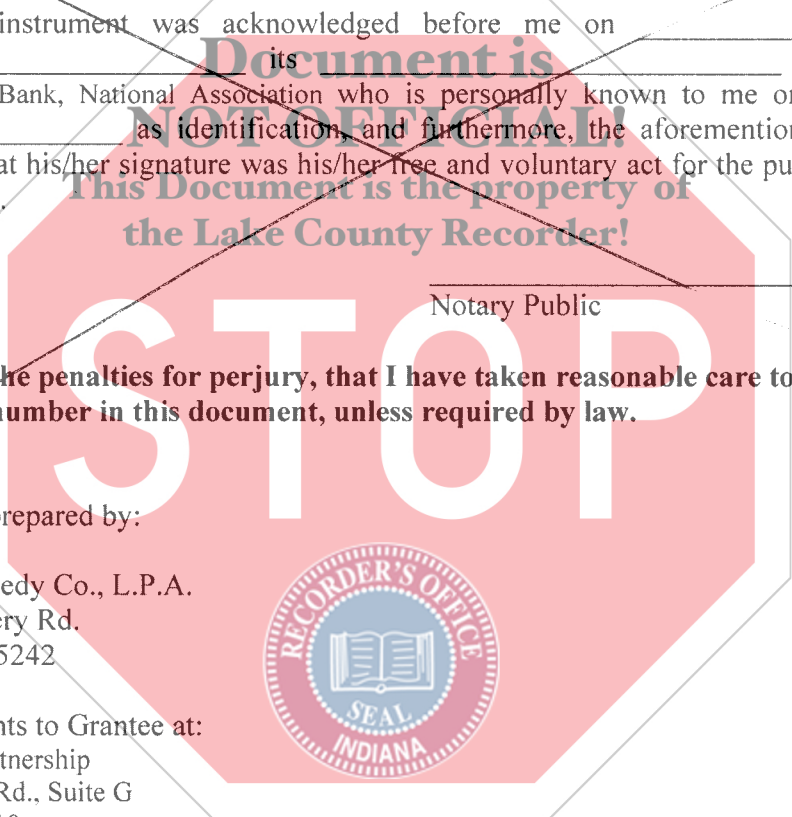 instrument was acknowledged before me on
Document is
its
Bank, National Association who is personally known to me or
NOT OFFICIAL!
as identification, and furthermore, the aforemention
at his/her signature was his/her free and voluntary act for the pu
This Document is the property of
.
the Lake County Recorder!
Notary Public
STOP
he penalties for perjury, that I have taken reasonable care to
number in this document, unless required by law.
prepared by:
edy Co., L.P.A.
ery Rd.
5242
RECORDER'S OFFICE
SEAL
INDIANA
nts to Grantee at:
tnership
Rd., Suite G